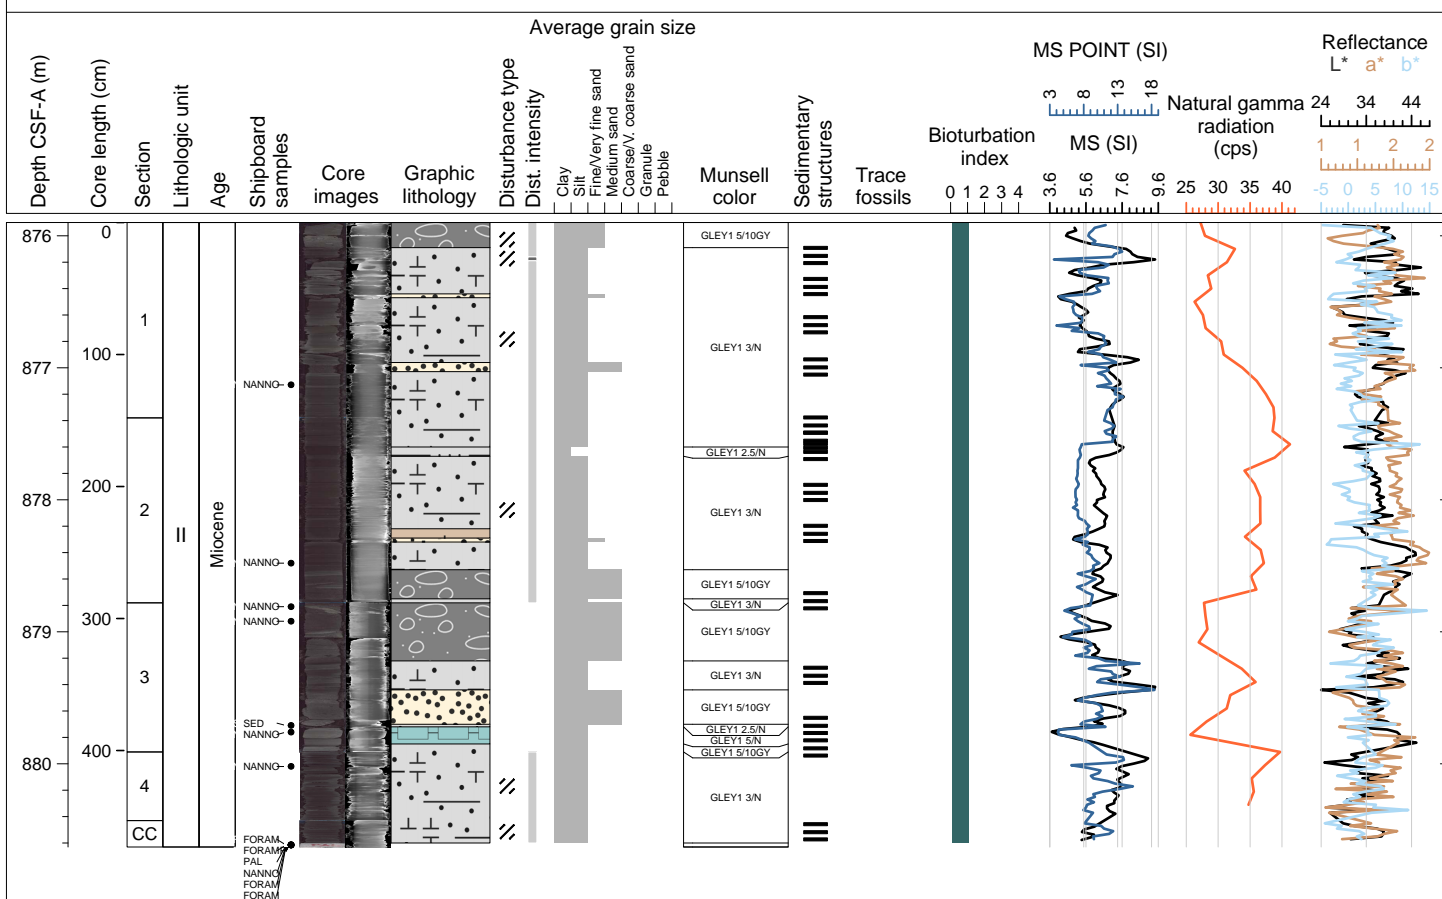 Average grain size
Depth CSF-A (m)
Core length (cm)
Section
Lithologic unit
Age
Shipboard samples
Core images
Graphic lithology
Disturbance type
Dist. intensity
Clay
Silt
Fine/Very fine sand
Medium sand
Coarse/V. coarse sand
Granule
Pebble
Munsell color
Sedimentary structures
Trace fossils
Bioturbation index
0 1 2 3 4
MS POINT (SI)
3 8 13 18
MS (SI)
3.6 5.6 7.6 9.6
Natural gamma radiation (cps)
25 30 35 40
Reflectance
L* a* b*
24 34 44
1 1 2 2
-5 0 5 10 15
876
877
878
879
880
0
100
200
300
400
1
2
3
4
CC
II
Miocene
NANNO
NANNO
NANNO
NANNO
SED
NANNO
NANNO
FORAM
FORAM
PAL
NANNO
FORAM
FORAM
GLEY1 5/10GY
GLEY1 3/N
GLEY1 2.5/N
GLEY1 3/N
GLEY1 5/10GY
GLEY1 3/N
GLEY1 5/10GY
GLEY1 3/N
GLEY1 5/10GY
GLEY1 2.5/N
GLEY1 5/N
GLEY1 5/10GY
GLEY1 3/N